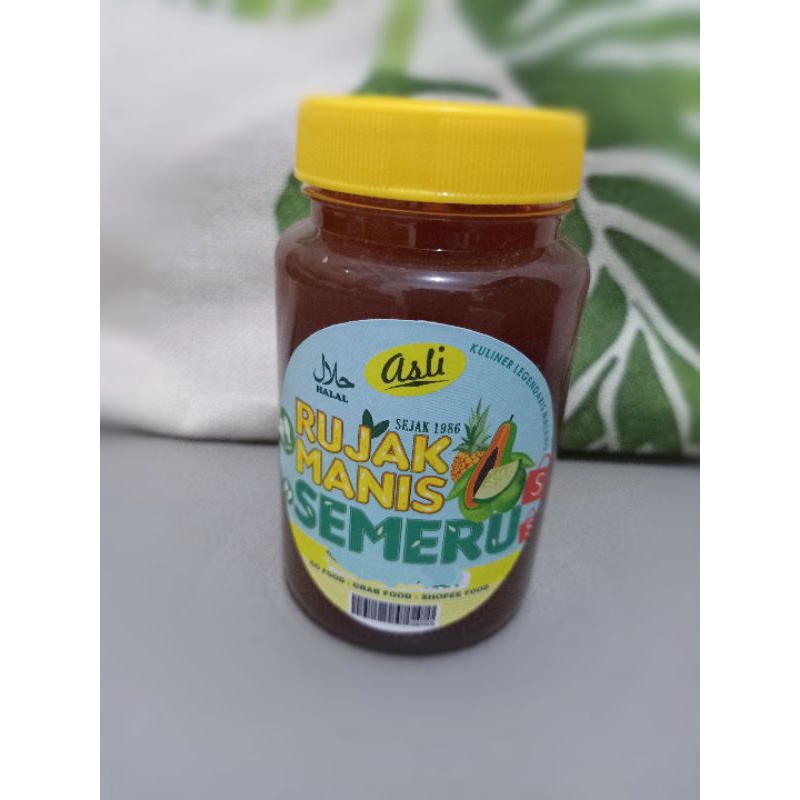 asli
KULINER LEGENDARIS
حلال
HALAL
SEJAK 1986
RUJAK
MANIS
SEMERU
GO FOOD - GRAB FOOD - SHOPEE FOOD
S